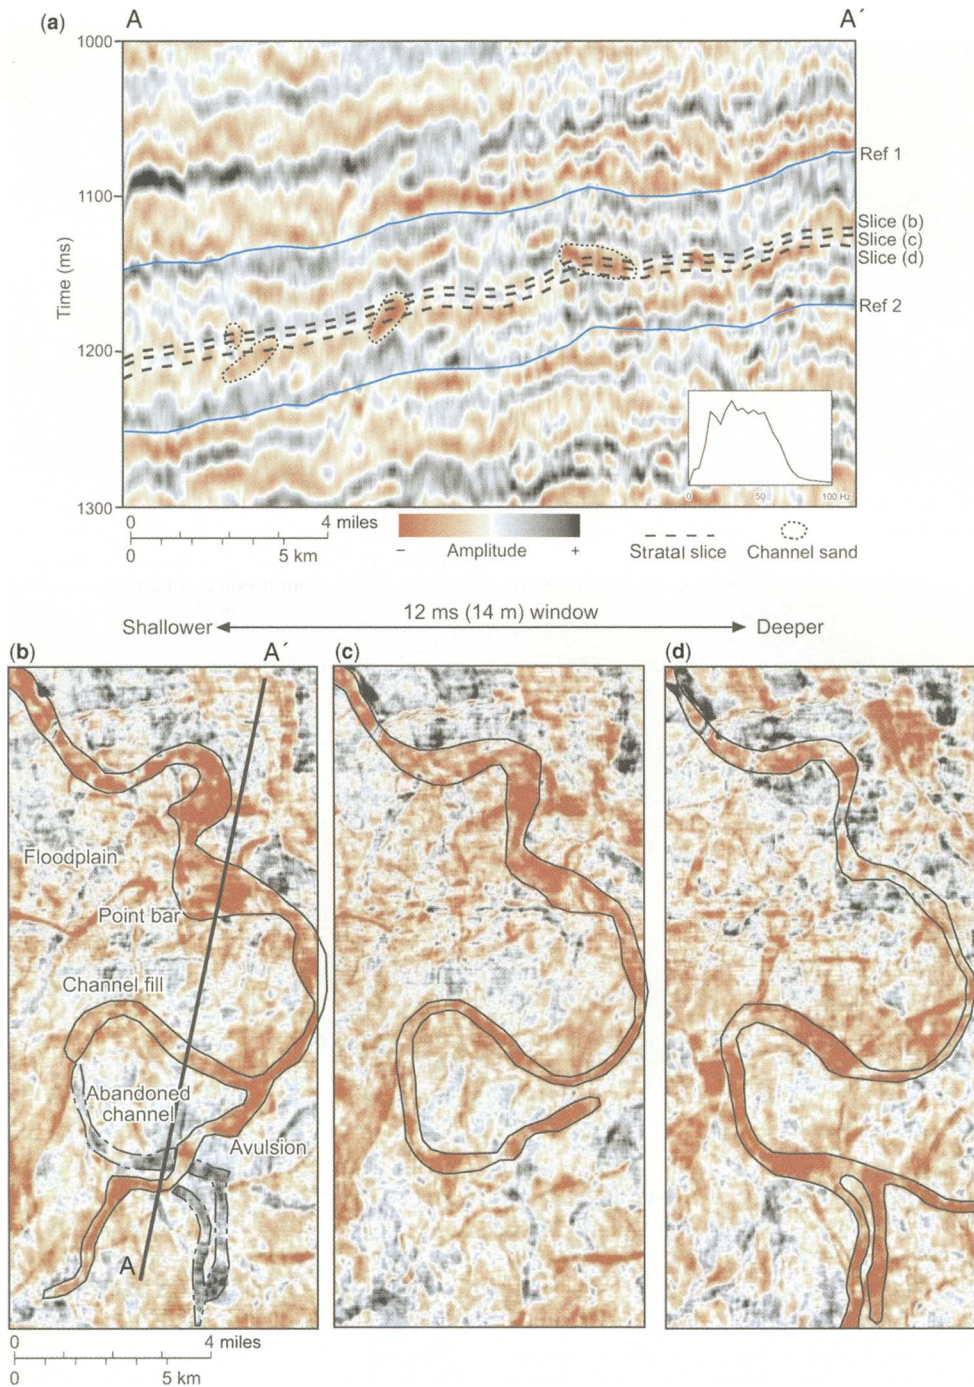 (a)
A
A´
1000
1100
1200
1300
Time (ms)
Ref 1
Slice (b)
Slice (c)
Slice (d)
Ref 2
0
50
100 Hz
0
4 miles
5 km
− Amplitude +
Stratal slice
Channel sand
12 ms (14 m) window
Shallower
Deeper
(b)
A´
(c)
(d)
Floodplain
Point bar
Channel fill
Abandoned
channel
Avulsion
A
0
4 miles
0
5 km